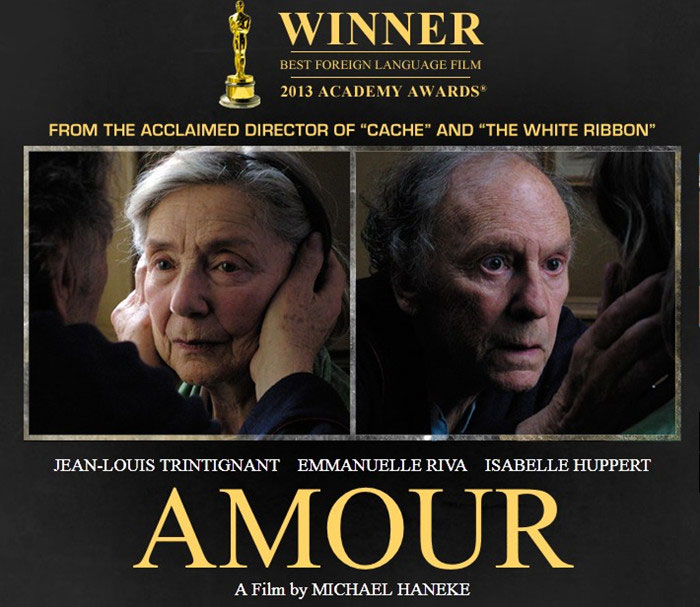 WINNER
BEST FOREIGN LANGUAGE FILM
2013 ACADEMY AWARDS®
FROM THE ACCLAIMED DIRECTOR OF “CACHE” AND “THE WHITE RIBBON”
JEAN-LOUIS TRINTIGNANT EMMANUELLE RIVA ISABELLE HUPPERT
AMOUR
A Film by MICHAEL HANEKE